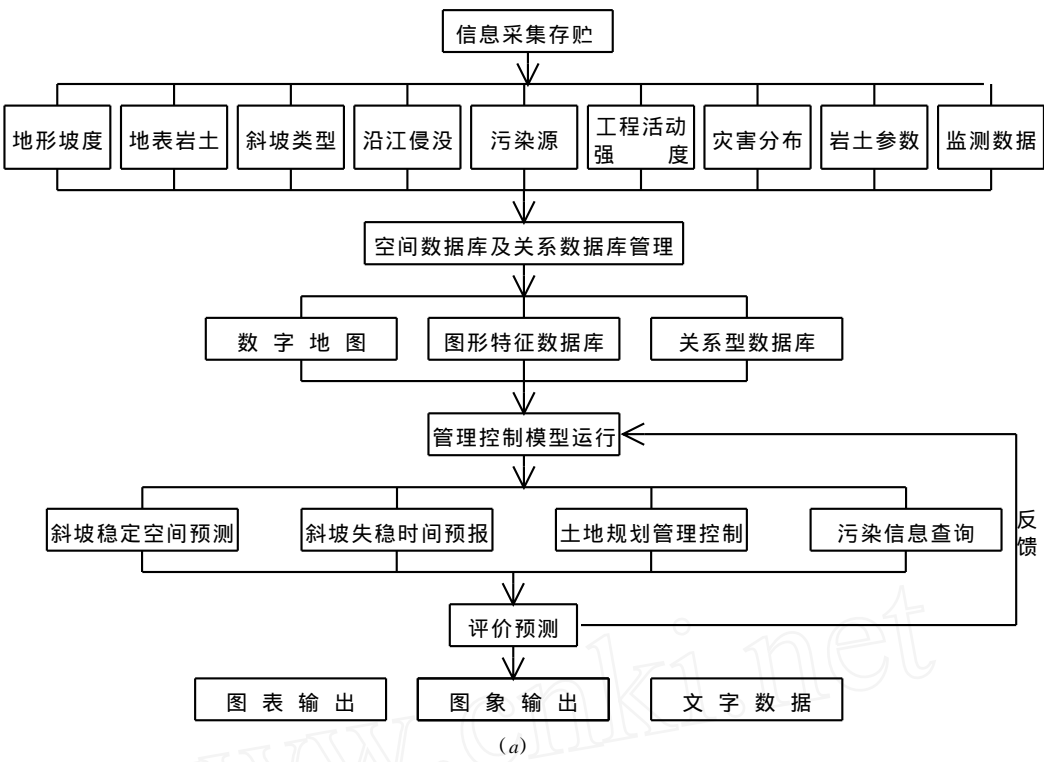 信息采集存贮
地形坡度
地表岩土
斜坡类型
沿江侵没
污染源
工程活动
强 度
灾害分布
岩土参数
监测数据
空间数据库及关系数据库管理
数 字 地 图
图形特征数据库
关系型数据库
管理控制模型运行
斜坡稳定空间预测
斜坡失稳时间预报
土地规划管理控制
污染信息查询
反
馈
评价预测
图 表 输 出
图 象 输 出
文 字 数 据
(a)
www.cnki.net